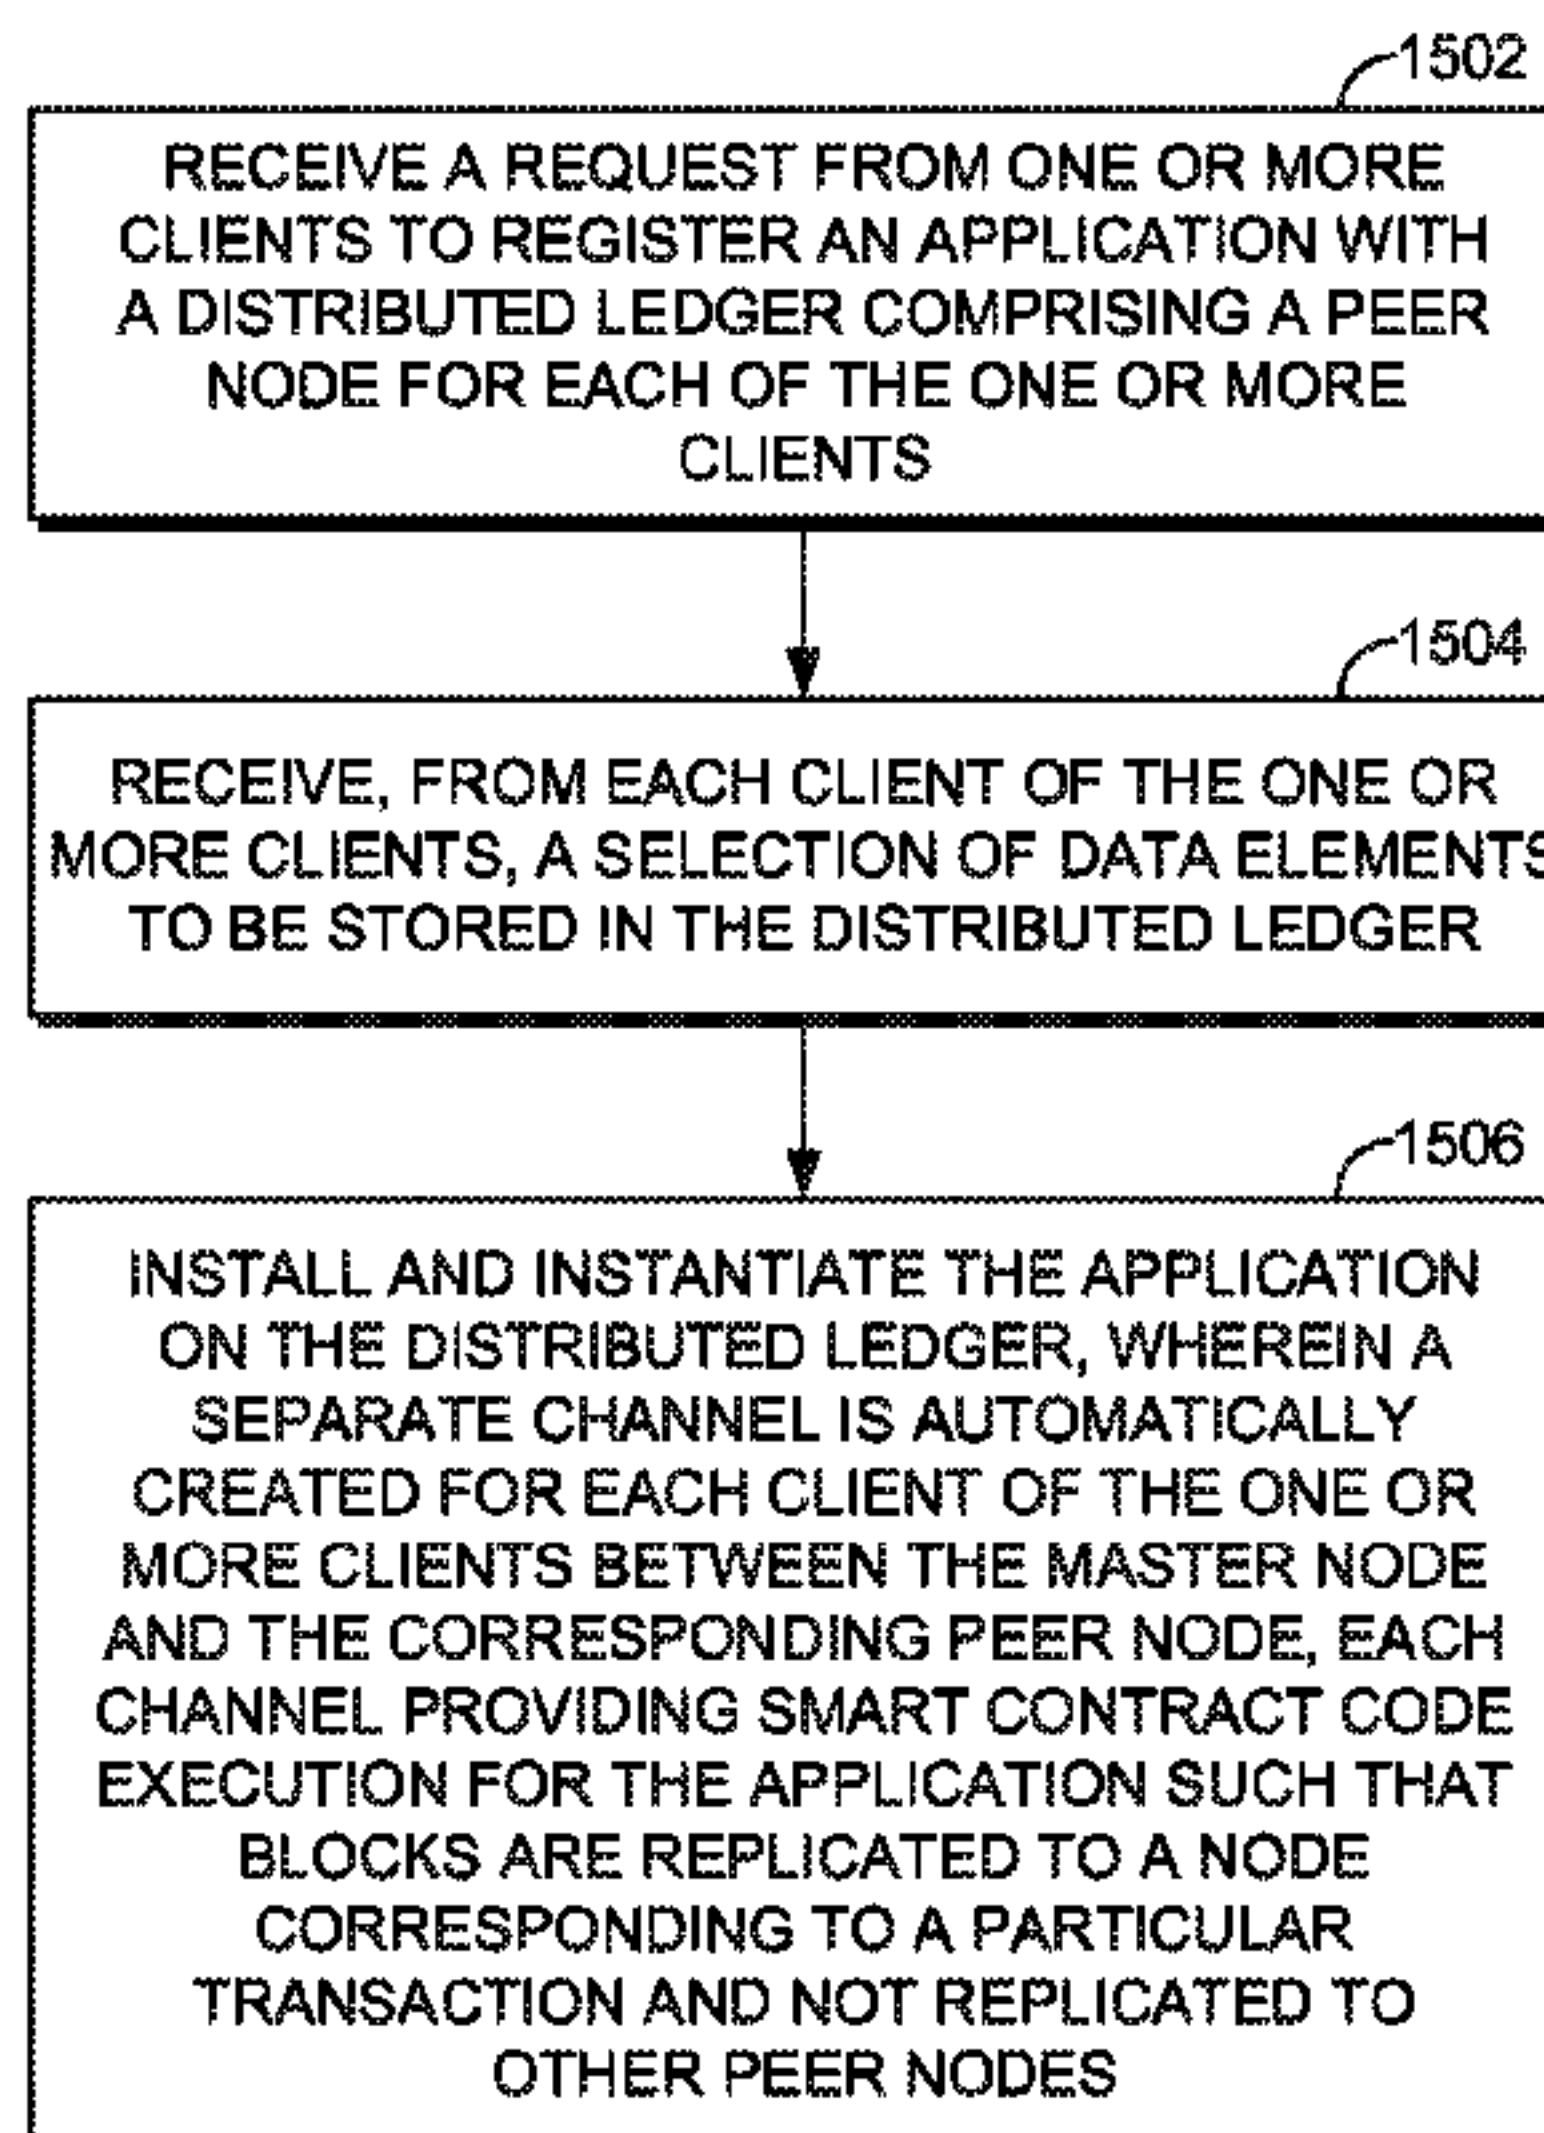 1502
RECEIVE A REQUEST FROM ONE OR MORE
CLIENTS TO REGISTER AN APPLICATION WITH
A DISTRIBUTED LEDGER COMPRISING A PEER
NODE FOR EACH OF THE ONE OR MORE
CLIENTS
1504
RECEIVE, FROM EACH CLIENT OF THE ONE OR
MORE CLIENTS, A SELECTION OF DATA ELEMENTS
TO BE STORED IN THE DISTRIBUTED LEDGER
1506
INSTALL AND INSTANTIATE THE APPLICATION
ON THE DISTRIBUTED LEDGER, WHEREIN A
SEPARATE CHANNEL IS AUTOMATICALLY
CREATED FOR EACH CLIENT OF THE ONE OR
MORE CLIENTS BETWEEN THE MASTER NODE
AND THE CORRESPONDING PEER NODE, EACH
CHANNEL PROVIDING SMART CONTRACT CODE
EXECUTION FOR THE APPLICATION SUCH THAT
BLOCKS ARE REPLICATED TO A NODE
CORRESPONDING TO A PARTICULAR
TRANSACTION AND NOT REPLICATED TO
OTHER PEER NODES